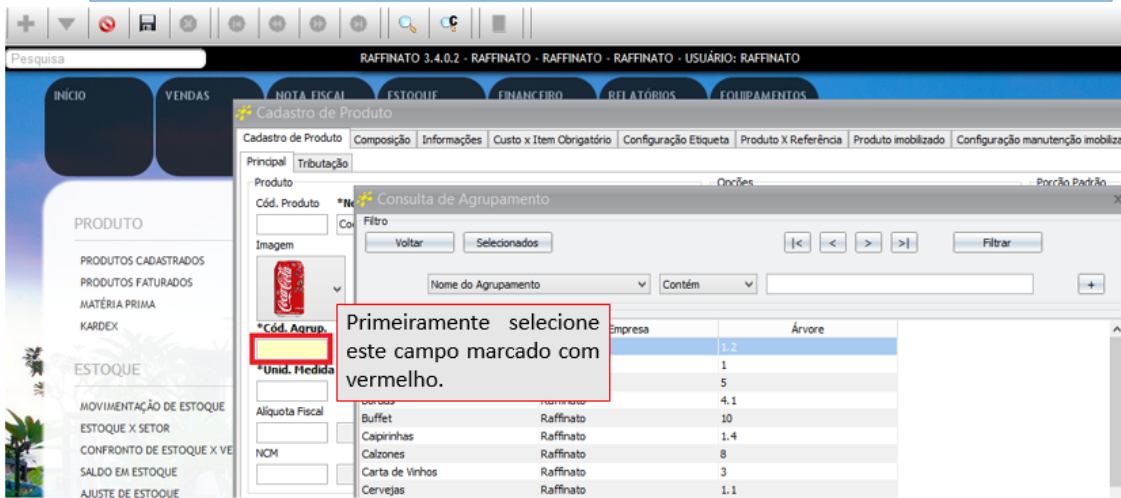 Pesquisa
RAFFINATO 3.4.0.2 - RAFFINATO - RAFFINATO - RAFFINATO - USUÁRIO: RAFFINATO
INÍCIO VENDAS NOTA FISCAL ESTOQUE FINANCEIRO RELATÓRIOS EQUIPAMENTOS
Cadastro de Produto
Cadastro de Produto Composição Informações Custo x Item Obrigatório Configuração Etiqueta Produto X Referência Produto imobilizado Configuração manutenção imobiliza
Principal Tributação
Produto Opções Porção Padrão
Cód. Produto
Consulta de Agrupamento x
Filtro
Voltar Selecionados |< < > >| Filtrar
Imagem
Nome do Agrupamento Contém +
Coca-Cola
PRODUTO
PRODUTOS CADASTRADOS
PRODUTOS FATURADOS
MATÉRIA PRIMA
KARDEX
ESTOQUE
MOVIMENTAÇÃO DE ESTOQUE
ESTOQUE X SETOR
CONFRONTO DE ESTOQUE X VE
SALDO EM ESTOQUE
AJUSTE DE ESTOQUE
*Cód. Agrup.
*Unid. Medida
Alíquota Fiscal
NCM
Primeiramente selecione
este campo marcado com
vermelho.
Empresa Árvore
1.2
1
5
4.1
Buffet Raffinato 10
Caipirinhas Raffinato 1.4
Calzones Raffinato 8
Carta de Vinhos Raffinato 3
Cervejas Raffinato 1.1